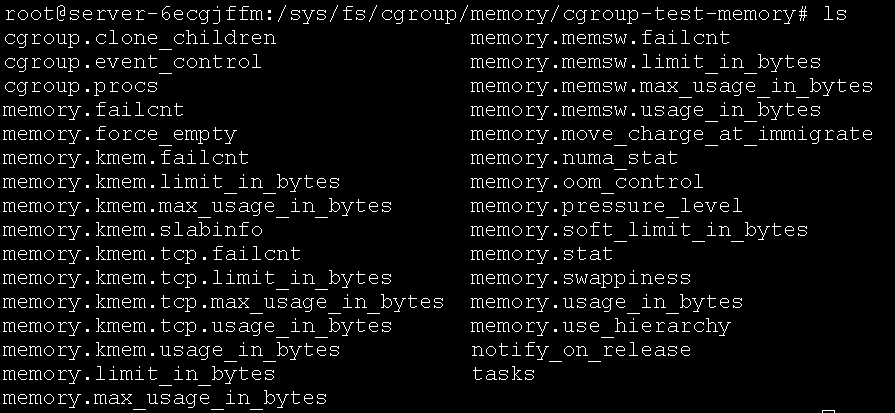 root@server-6ecgjffm:/sys/fs/cgroup/memory/cgroup-test-memory# ls
cgroup.clone_children memory.memsw.failcnt
cgroup.event_control memory.memsw.limit_in_bytes
cgroup.procs memory.memsw.max_usage_in_bytes
memory.failcnt memory.memsw.usage_in_bytes
memory.force_empty memory.move_charge_at_immigrate
memory.kmem.failcnt memory.numa_stat
memory.kmem.limit_in_bytes memory.oom_control
memory.kmem.max_usage_in_bytes memory.pressure_level
memory.kmem.slabinfo memory.soft_limit_in_bytes
memory.kmem.tcp.failcnt memory.stat
memory.kmem.tcp.limit_in_bytes memory.swappiness
memory.kmem.tcp.max_usage_in_bytes memory.usage_in_bytes
memory.kmem.tcp.usage_in_bytes memory.use_hierarchy
memory.kmem.usage_in_bytes notify_on_release
memory.limit_in_bytes tasks
memory.max_usage_in_bytes